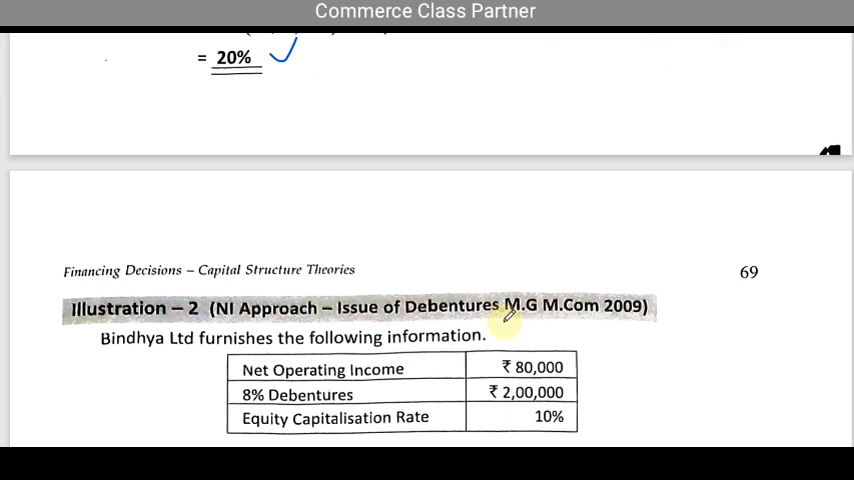 Commerce Class Partner
= 20%
Financing Decisions – Capital Structure Theories 69
Illustration – 2 (NI Approach – Issue of Debentures M.G M.Com 2009)
Bindhya Ltd furnishes the following information.
Net Operating Income ₹ 80,000
8% Debentures ₹ 2,00,000
Equity Capitalisation Rate 10%